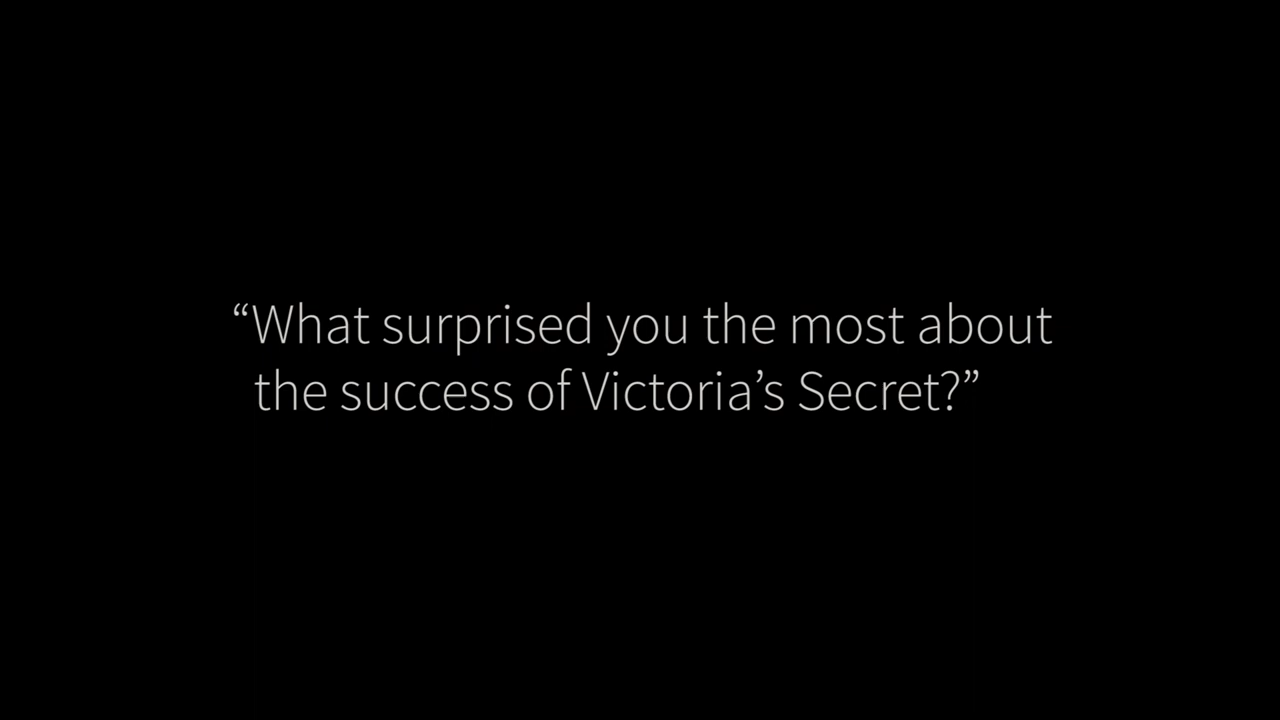 “What surprised you the most about
the success of Victoria’s Secret?”